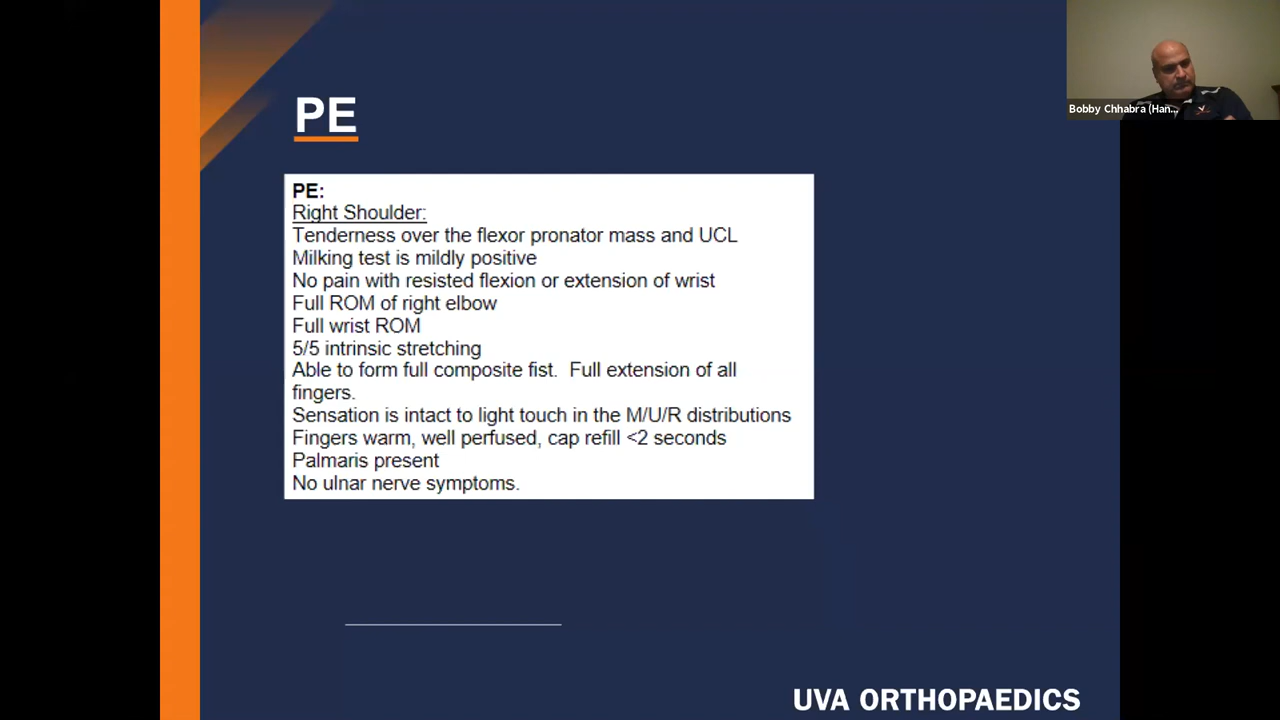 PE
PE:
Right Shoulder:
Tenderness over the flexor pronator mass and UCL
Milking test is mildly positive
No pain with resisted flexion or extension of wrist
Full ROM of right elbow
Full wrist ROM
5/5 intrinsic stretching
Able to form full composite fist.  Full extension of all
fingers.
Sensation is intact to light touch in the M/U/R distributions
Fingers warm, well perfused, cap refill <2 seconds
Palmaris present
No ulnar nerve symptoms.
Bobby Chhabra (Han...
UVA ORTHOPAEDICS